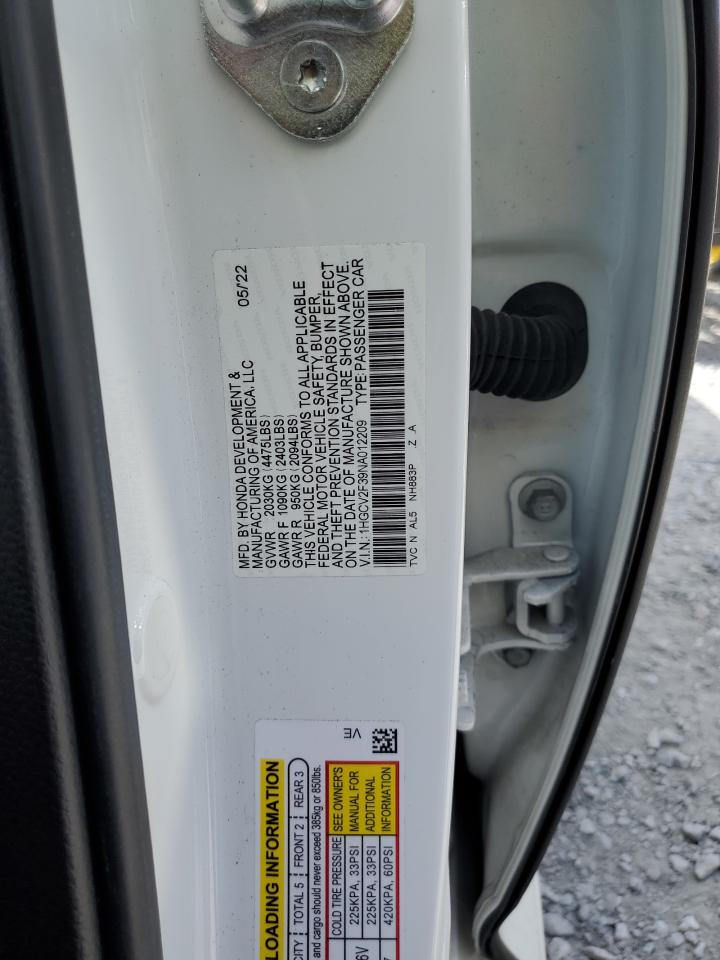 MFD. BY HONDA DEVELOPMENT & 05/'22
MANUFACTURING OF AMERICA, LLC
GVWR 2030KG (4475LBS)
GAWR F 1090KG (2403LBS)
GAWR R 950KG (2094LBS)
THIS VEHICLE CONFORMS TO ALL APPLICABLE
FEDERAL MOTOR VEHICLE SAFETY, BUMPER,
AND THEFT PREVENTION STANDARDS IN EFFECT
ON THE DATE OF MANUFACTURE SHOWN ABOVE.
V.I.N.:1HGCV2F39NA012209 TYPE: PASSENGER CAR
TVC N AL5 NH883P Z A
LOADING INFORMATION
CITY TOTAL 5 FRONT 2 REAR 3
and cargo should never exceed 385kg or 850lbs.
COLD TIRE PRESSURE SEE OWNER'S
225KPA, 33PSI MANUAL FOR
6V 225KPA, 33PSI ADDITIONAL
7 420KPA, 60PSI INFORMATION
VE